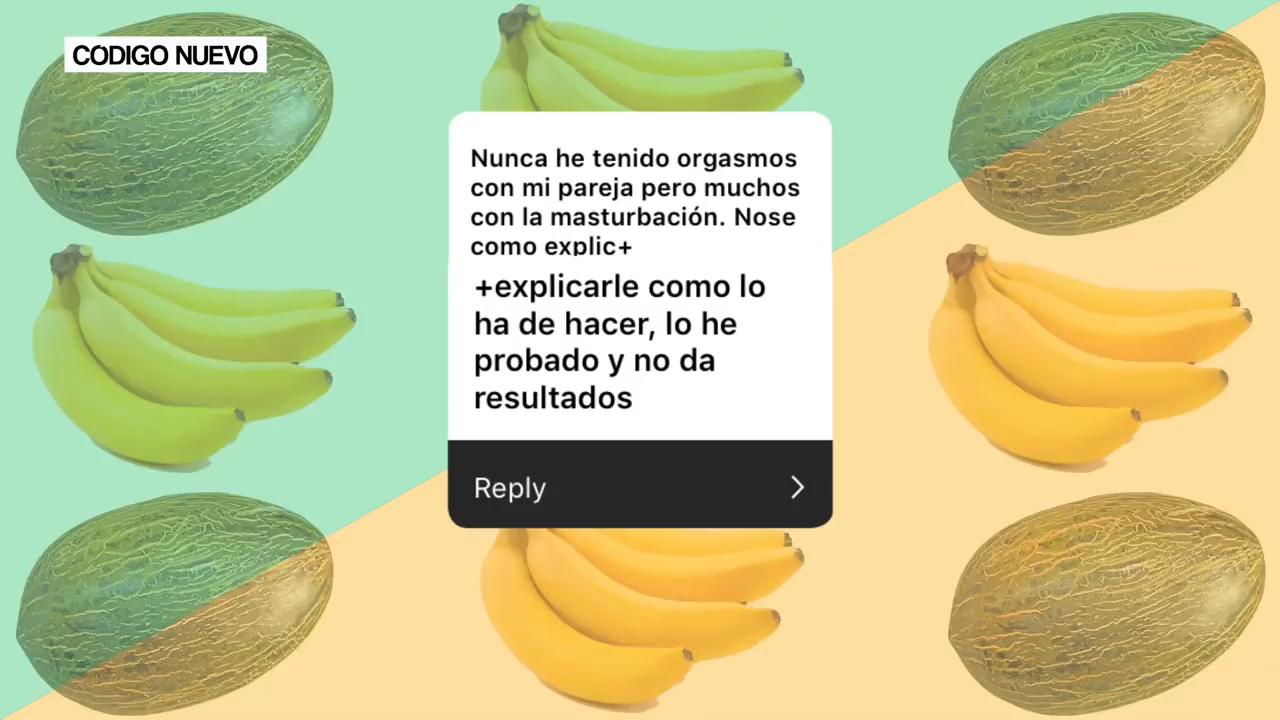 CÓDIGO NUEVO
Nunca he tenido orgasmos
con mi pareja pero muchos
con la masturbación. Nose
como explic+
+explicarle como lo
ha de hacer, lo he
probado y no da
resultados
Reply